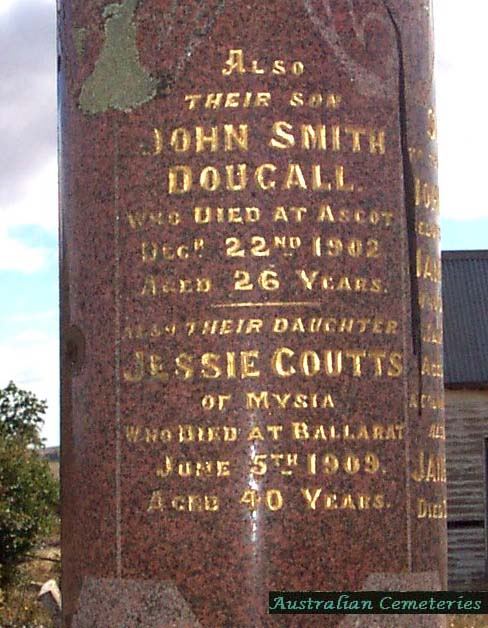 ALSO
THEIR SON
JOHN SMITH
DOUGALL.
WHO DIED AT ASCOT
DECR 22ND 1902
AGED 26 YEARS.
ALSO THEIR DAUGHTER
JESSIE COUTTS
OF MYSIA
WHO DIED AT BALLARAT
JUNE 5TH 1909.
AGED 40 YEARS.
DIED
Australian Cemeteries